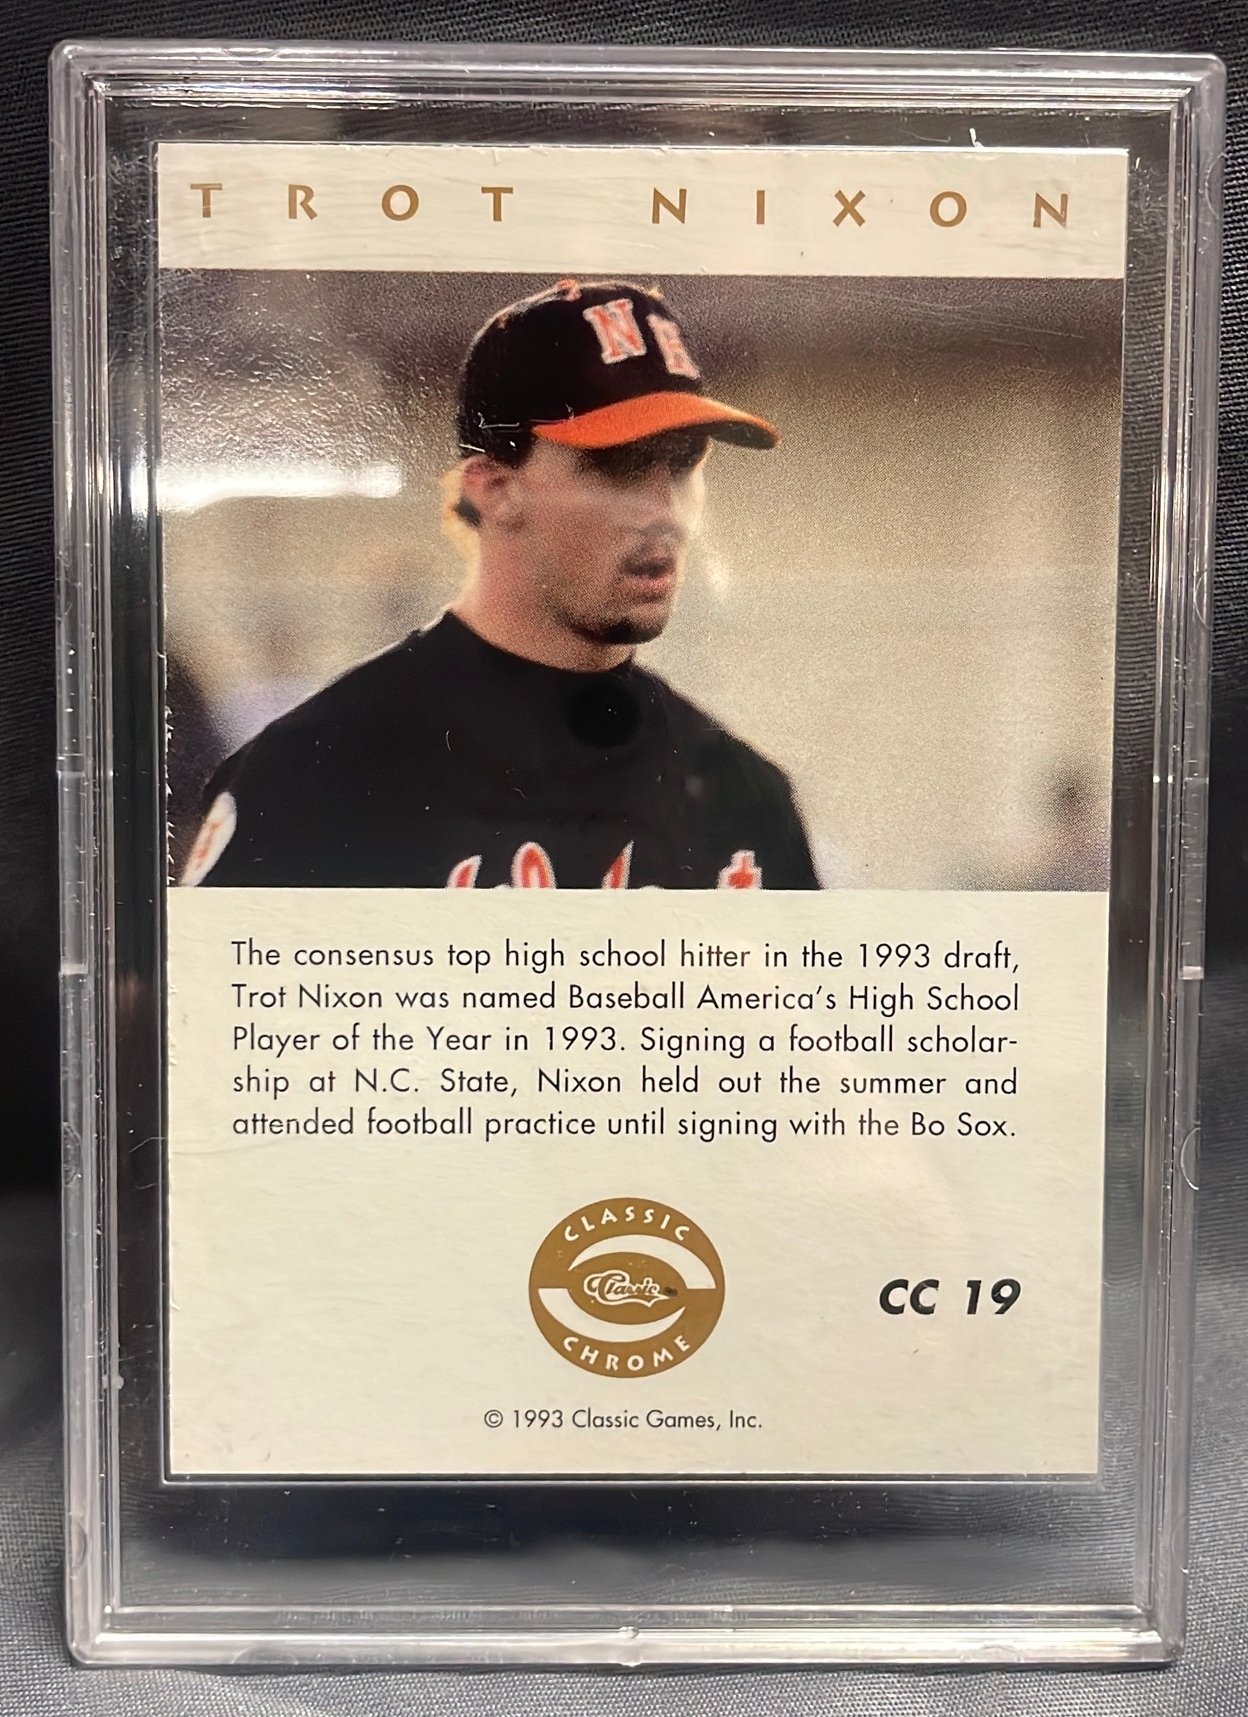 TROT NIXON
N H
The consensus top high school hitter in the 1993 draft,
Trot Nixon was named Baseball America's High School
Player of the Year in 1993. Signing a football scholar-
ship at N.C. State, Nixon held out the summer and
attended football practice until signing with the Bo Sox.
CLASSIC
Classic
CHROME
CC 19
© 1993 Classic Games, Inc.